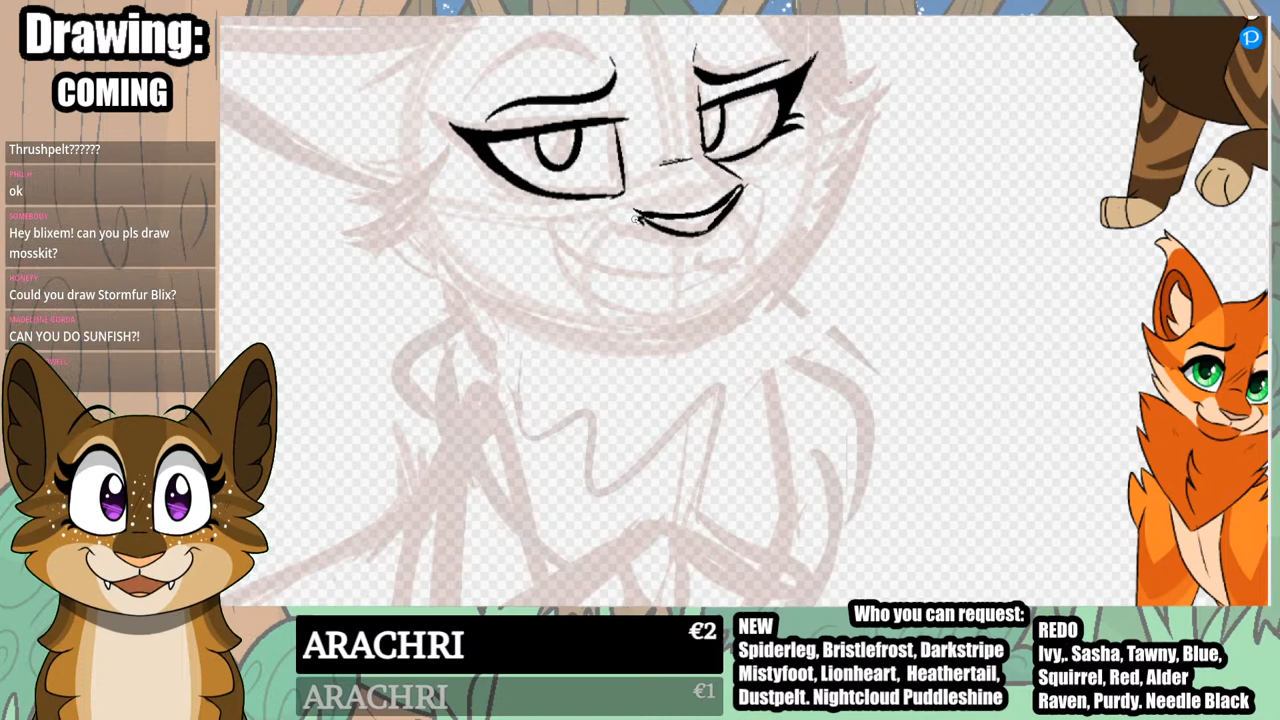 Drawing:
COMING
Thrushpelt??????
ok
SOMEBODY
Hey blixem! can you pls draw
mosskit?
Could you draw Stormfur Blix?
CAN YOU DO SUNFISH?!
ARACHRI
€2
ARACHRI
€1
Who you can request:
NEW
Spiderleg, Bristlefrost, Darkstripe
Mistyfoot, Lionheart, Heathertail,
Dustpelt. Nightcloud Puddleshine
REDO
Ivy,. Sasha, Tawny, Blue,
Squirrel, Red, Alder
Raven, Purdy. Needle Black